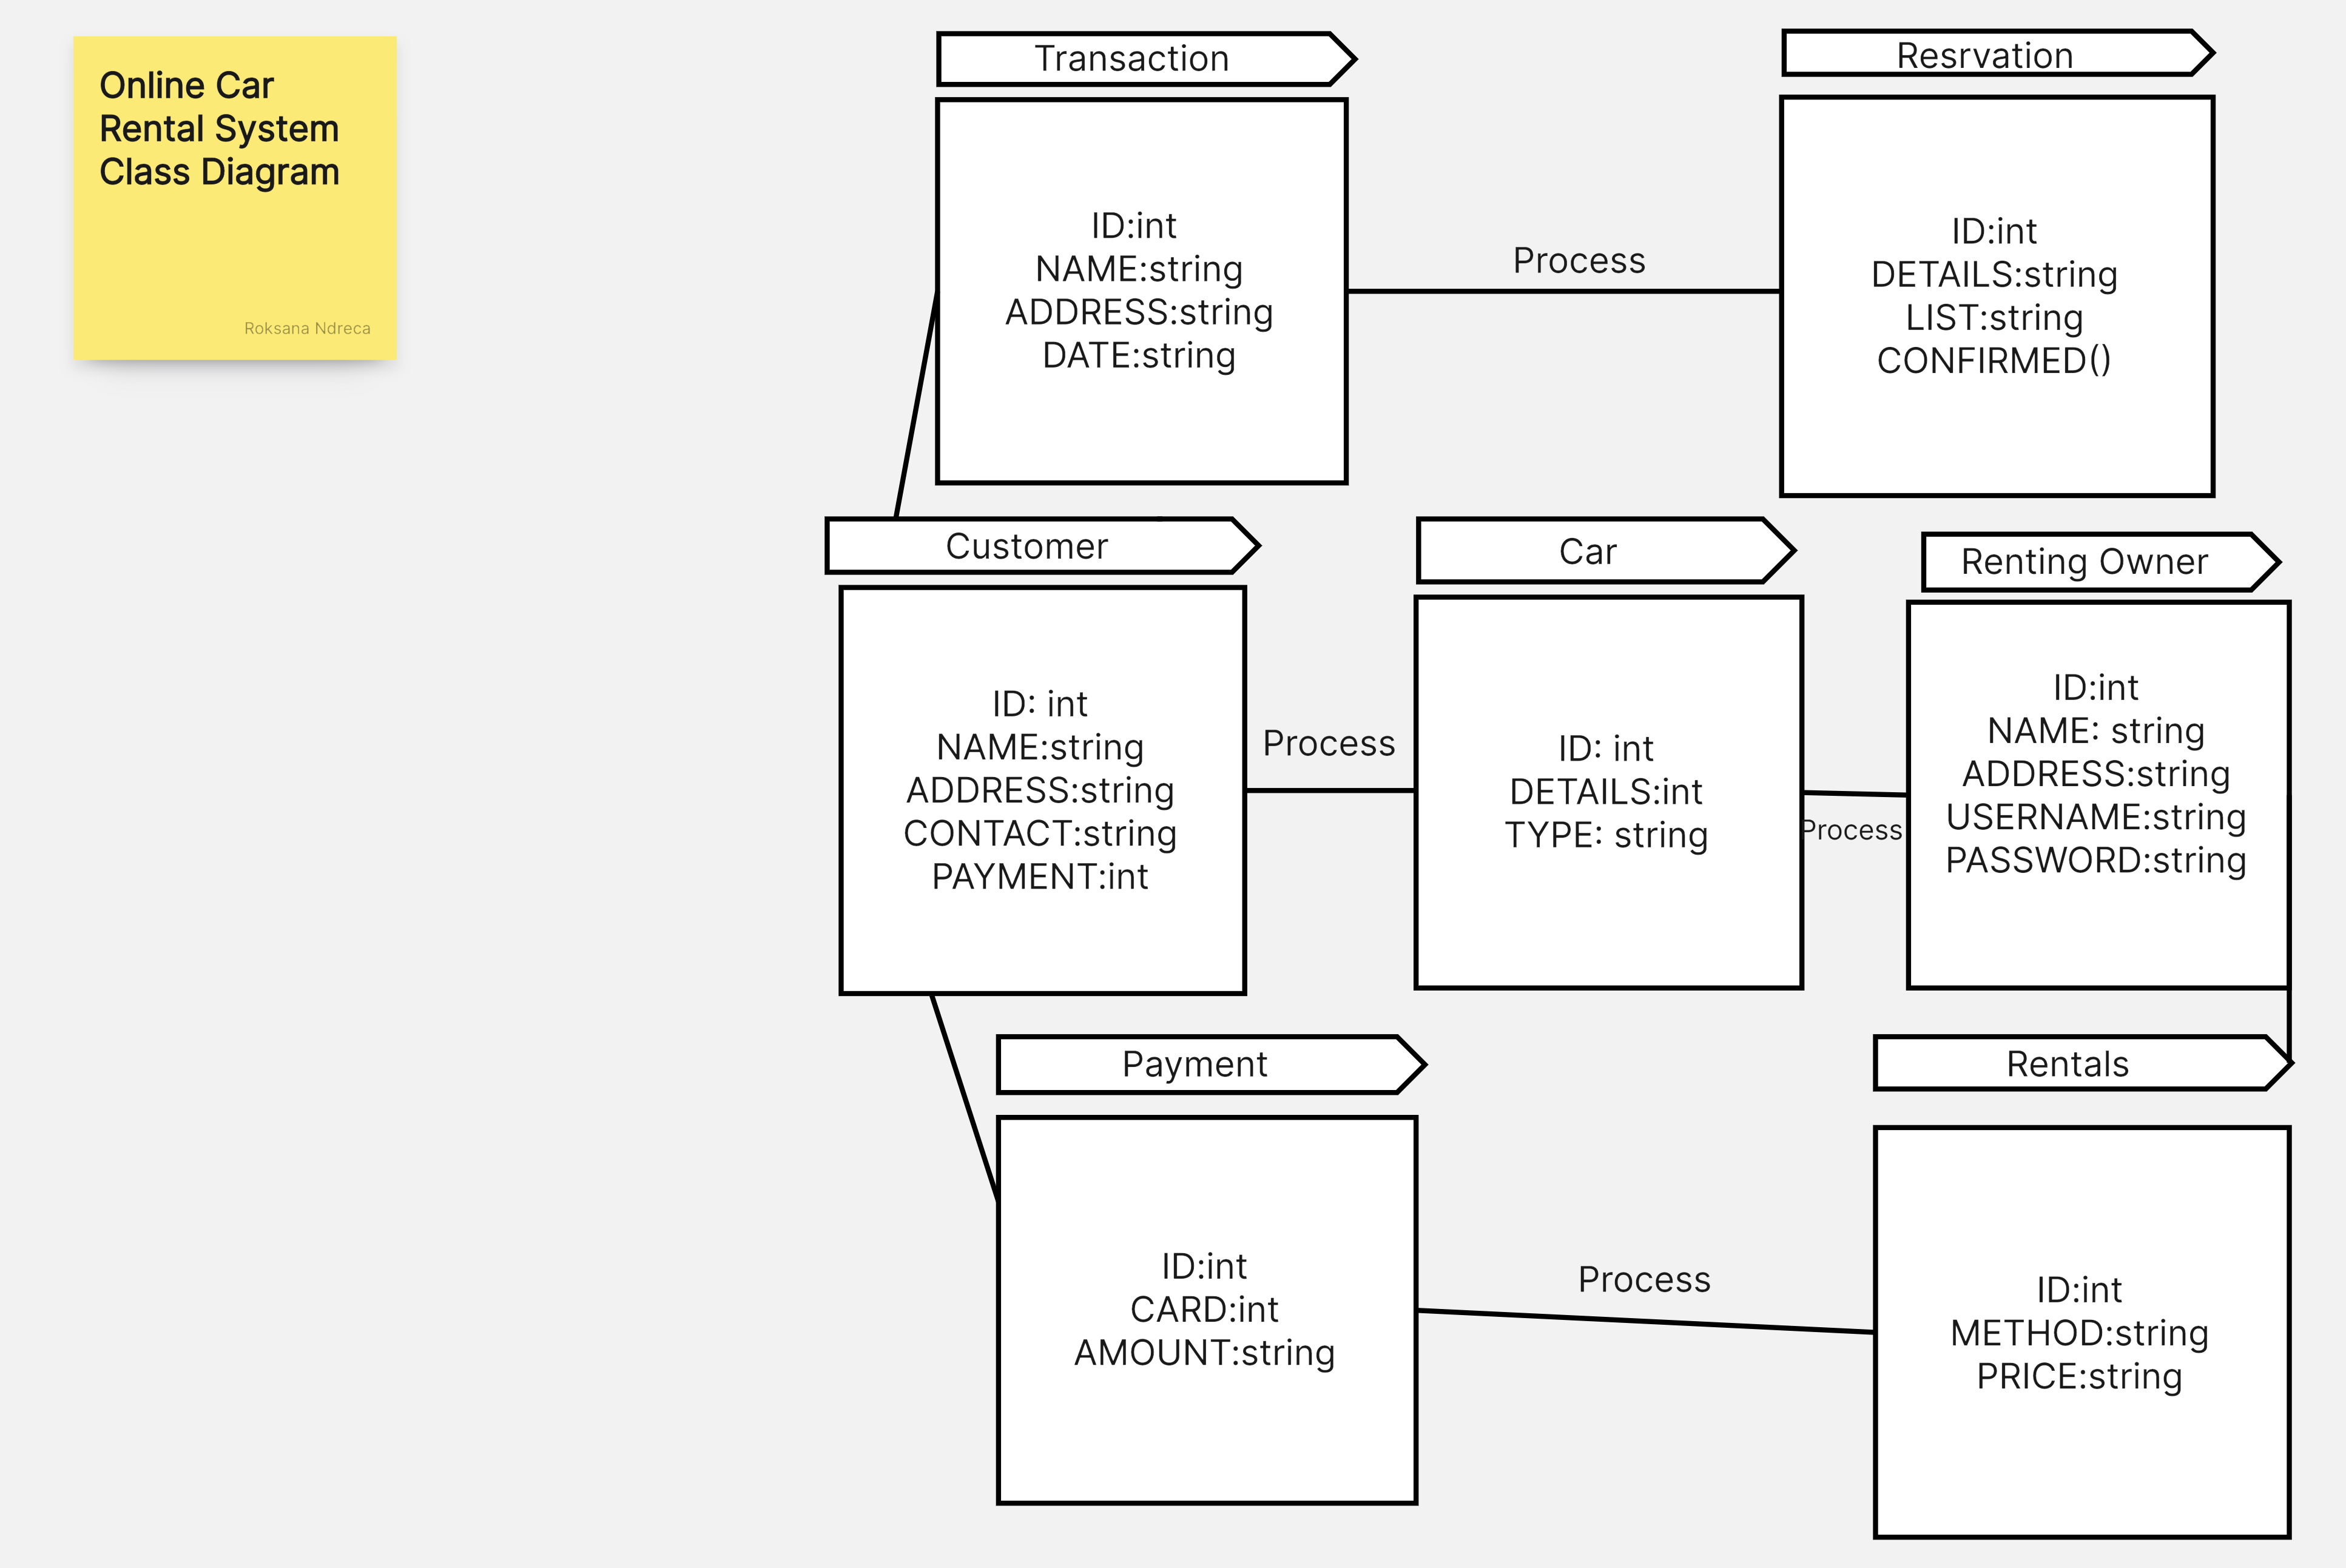 Online Car
Rental System
Class Diagram
Roksana Ndreca
Transaction
ID:int
NAME:string
ADDRESS:string
DATE:string
Process
Resrvation
ID:int
DETAILS:string
LIST:string
CONFIRMED()
Customer
ID: int
NAME:string
ADDRESS:string
CONTACT:string
PAYMENT:int
Process
Car
ID: int
DETAILS:int
TYPE: string
Process
Renting Owner
ID:int
NAME: string
ADDRESS:string
USERNAME:string
PASSWORD:string
Payment
ID:int
CARD:int
AMOUNT:string
Process
Rentals
ID:int
METHOD:string
PRICE:string